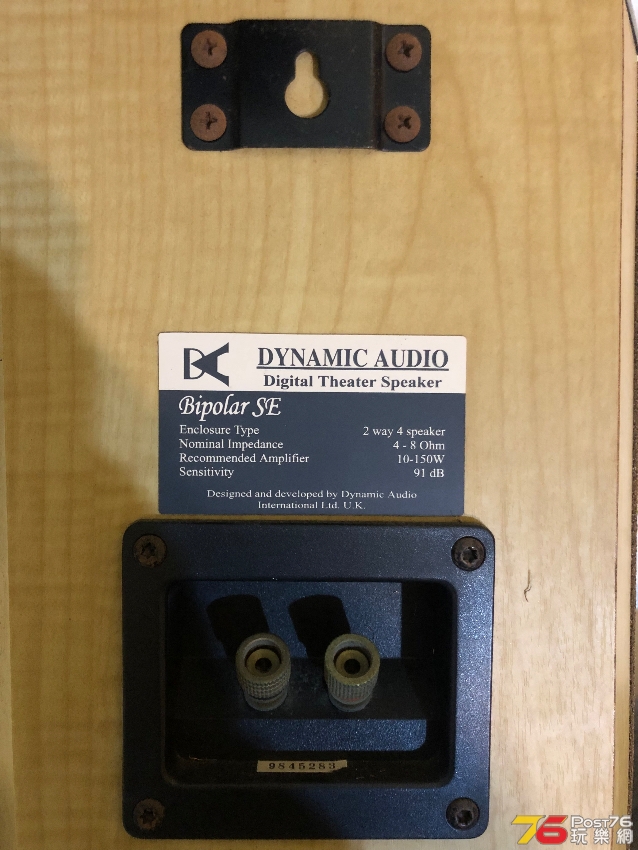 DYNAMIC AUDIO
Digital Theater Speaker
Bipolar SE
Enclosure Type 2 way 4 speaker
Nominal Impedance 4 - 8 Ohm
Recommended Amplifier 10-150W
Sensitivity 91 dB
Designed and developed by Dynamic Audio
International Ltd. U.K.
9845283
76 POST76
玩樂網